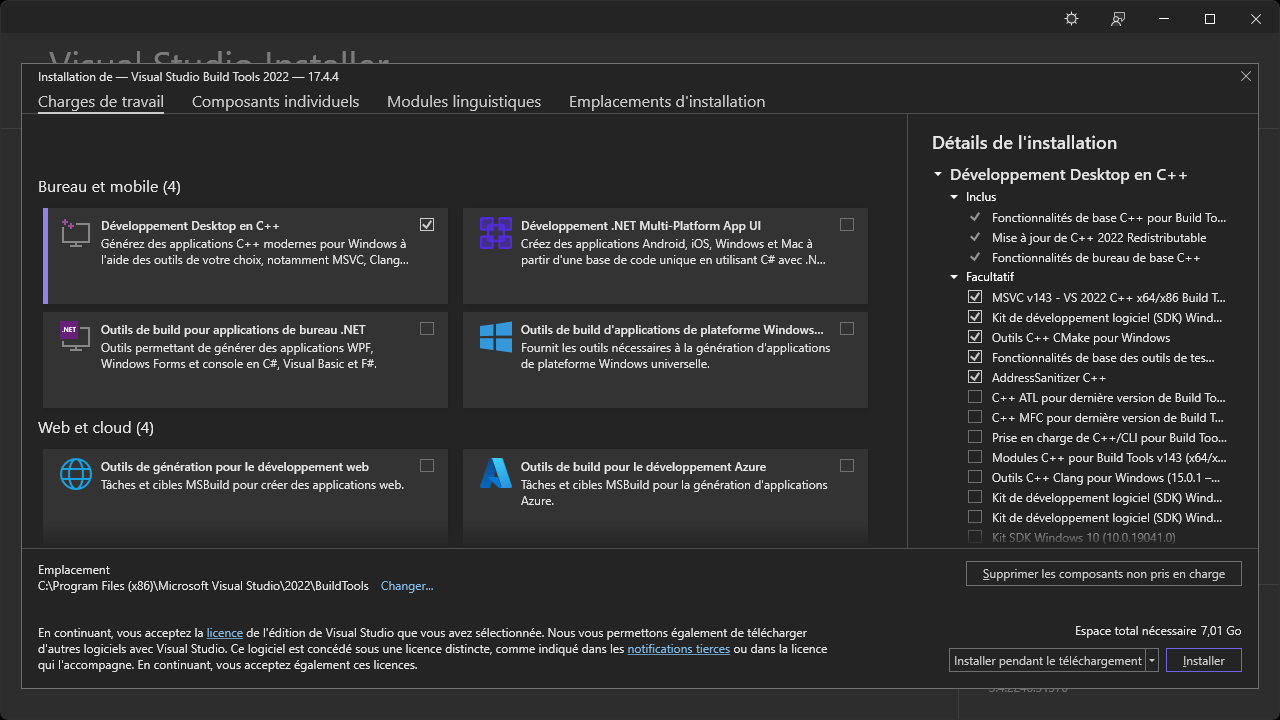 Visual Studio Installer
Installation de — Visual Studio Build Tools 2022 — 17.4.4
Charges de travail
Composants individuels
Modules linguistiques
Emplacements d'installation
Bureau et mobile (4)
Développement Desktop en C++
Générez des applications C++ modernes pour Windows à
l'aide des outils de votre choix, notamment MSVC, Clang...
Développement .NET Multi-Platform App UI
Créez des applications Android, iOS, Windows et Mac à
partir d'une base de code unique en utilisant C# avec .N...
.NET
Outils de build pour applications de bureau .NET
Outils permettant de générer des applications WPF,
Windows Forms et console en C#, Visual Basic et F#.
Outils de build d'applications de plateforme Windows...
Fournit les outils nécessaires à la génération d'applications
de plateforme Windows universelle.
Web et cloud (4)
Outils de génération pour le développement web
Tâches et cibles MSBuild pour créer des applications web.
Outils de build pour le développement Azure
Tâches et cibles MSBuild pour la génération d'applications
Azure.
Détails de l'installation
Développement Desktop en C++
Inclus
Fonctionnalités de base C++ pour Build To...
Mise à jour de C++ 2022 Redistributable
Fonctionnalités de bureau de base C++
Facultatif
MSVC v143 - VS 2022 C++ x64/x86 Build T...
Kit de développement logiciel (SDK) Wind...
Outils C++ CMake pour Windows
Fonctionnalités de base des outils de tes...
AddressSanitizer C++
C++ ATL pour dernière version de Build To...
C++ MFC pour dernière version de Build T...
Prise en charge de C++/CLI pour Build Too...
Modules C++ pour Build Tools v143 (x64/x...
Outils C++ Clang pour Windows (15.0.1 –...
Kit de développement logiciel (SDK) Wind...
Kit de développement logiciel (SDK) Wind...
Kit SDK Windows 10 (10.0.19041.0)
Emplacement
C:\Program Files (x86)\Microsoft Visual Studio\2022\BuildTools Changer...
Supprimer les composants non pris en charge
En continuant, vous acceptez la licence de l'édition de Visual Studio que vous avez sélectionnée. Nous vous permettons également de télécharger
d'autres logiciels avec Visual Studio. Ce logiciel est concédé sous une licence distincte, comme indiqué dans les notifications tierces ou dans la licence
qui l'accompagne. En continuant, vous acceptez également ces licences.
Espace total nécessaire 7,01 Go
Installer pendant le téléchargement
Installer